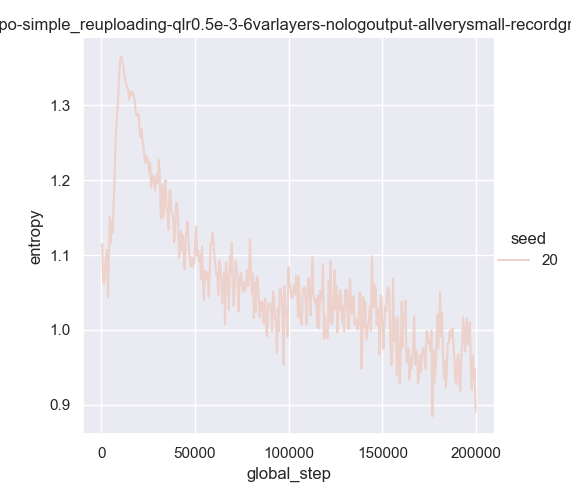 po-simple_reuploading-qlr0.5e-3-6varlayers-nologoutput-allverysmall-recordgr
1.3
1.2
1.1
1.0
0.9
entropy
0
50000
100000
150000
200000
global_step
seed
20